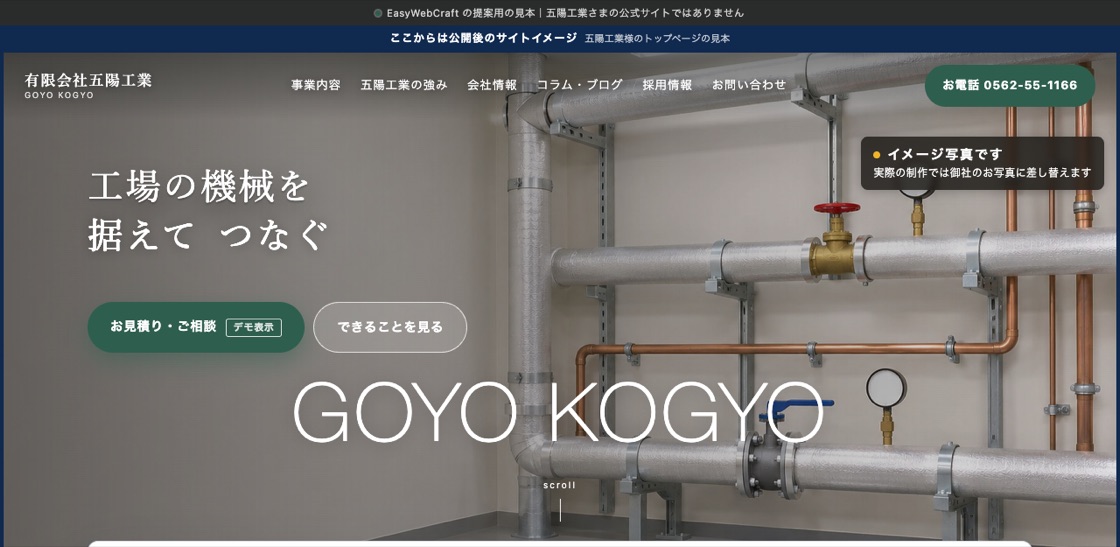 EasyWebCraft の提案用の見本｜五陽工業さまの公式サイトではありません
ここからは公開後のサイトイメージ 五陽工業様のトップページの見本
有限会社五陽工業
GOYO KOGYO
事業内容 五陽工業の強み 会社情報 コラム・ブログ 採用情報 お問い合わせ
お電話 0562-55-1166
イメージ写真です
実際の制作では御社のお写真に差し替えます
工場の機械を
据えて つなぐ
お見積り・ご相談 デモ表示 できることを見る
GOYO KOGYO
scroll